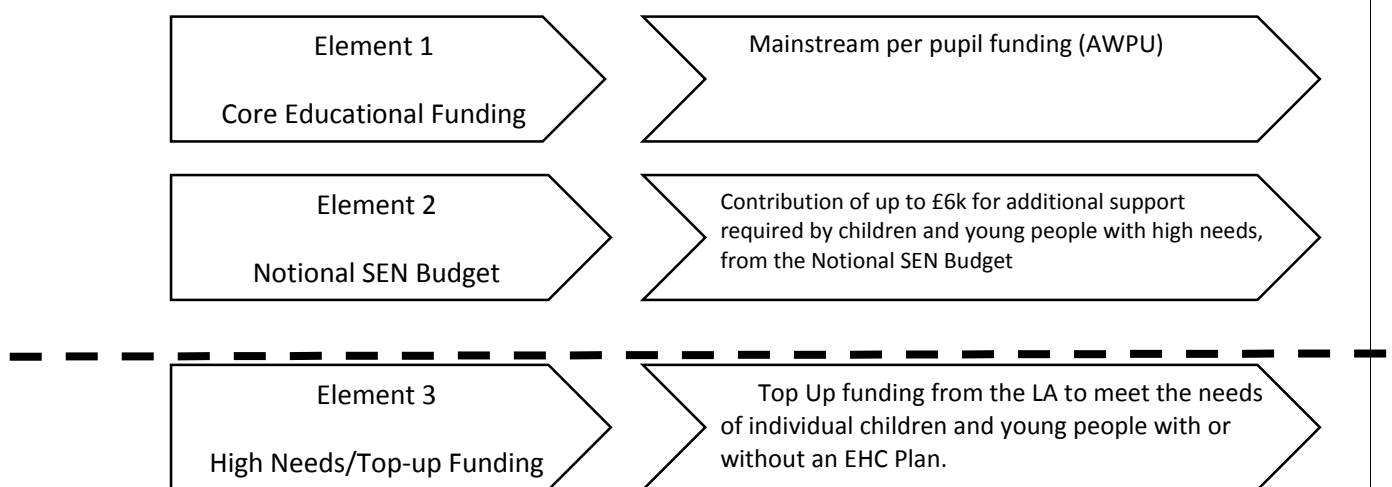 Element 1
Core Educational Funding
Mainstream per pupil funding (AWPU)
Element 2
Notional SEN Budget
Contribution of up to £6k for additional support
required by children and young people with high needs,
from the Notional SEN Budget
Element 3
High Needs/Top-up Funding
Top Up funding from the LA to meet the needs
of individual children and young people with or
without an EHC Plan.